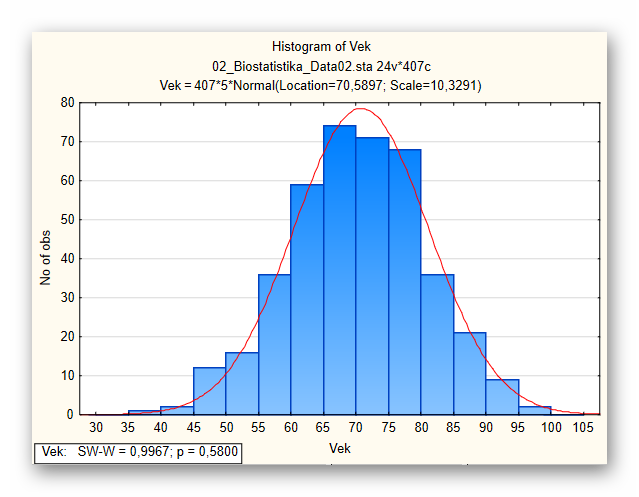 Histogram of Vek
02_Biostatistika_Data02.sta 24v*407c
Vek = 407*5*Normal(Location=70,5897; Scale=10,3291)
80
70
60
50
40
30
20
10
0
No of obs
30 35 40 45 50 55 60 65 70 75 80 85 90 95 100 105
Vek
Vek: SW-W = 0,9967; p = 0,5800